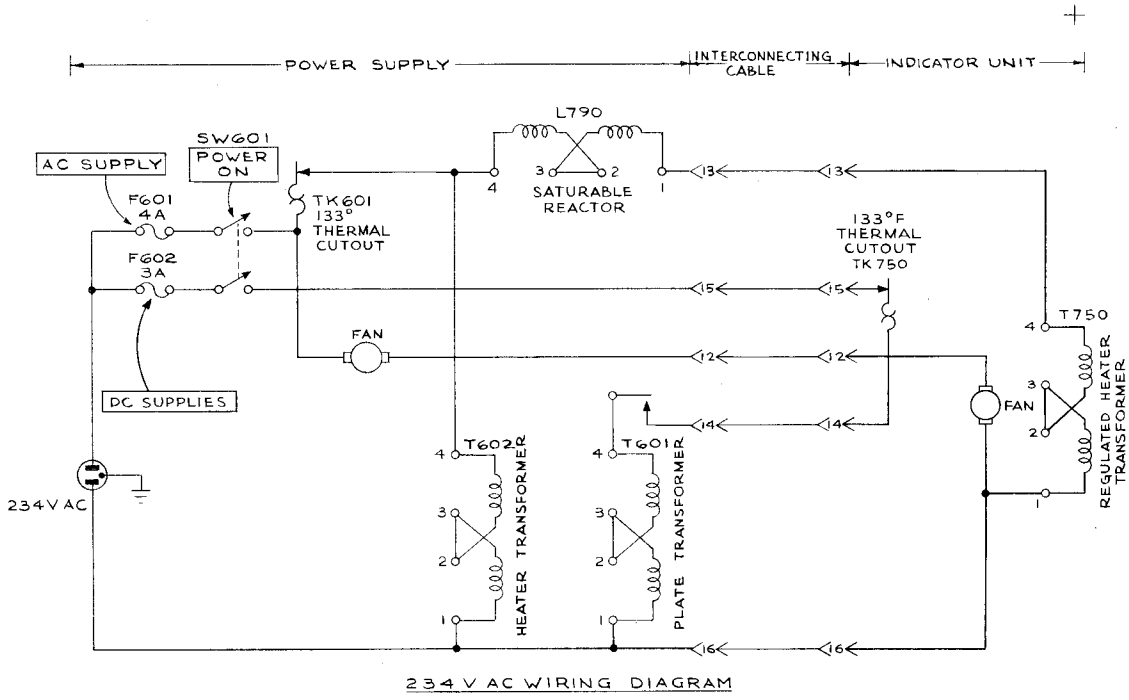 POWER SUPPLY
INTERCONNECTING
CABLE
INDICATOR UNIT
L790
SW601
POWER
ON
AC SUPPLY
4
3
2
1
13
13
SATURABLE
REACTOR
F601
4A
TK601
133°
THERMAL
CUTOUT
133°F
THERMAL
CUTOUT
TK750
F602
3A
15
15
T750
4
FAN
12
12
3
2
1
REGULATED HEATER
TRANSFORMER
FAN
DC SUPPLIES
14
14
T602
4
3
2
1
HEATER TRANSFORMER
T601
4
3
2
1
PLATE TRANSFORMER
234V AC
16
16
234 V AC WIRING DIAGRAM